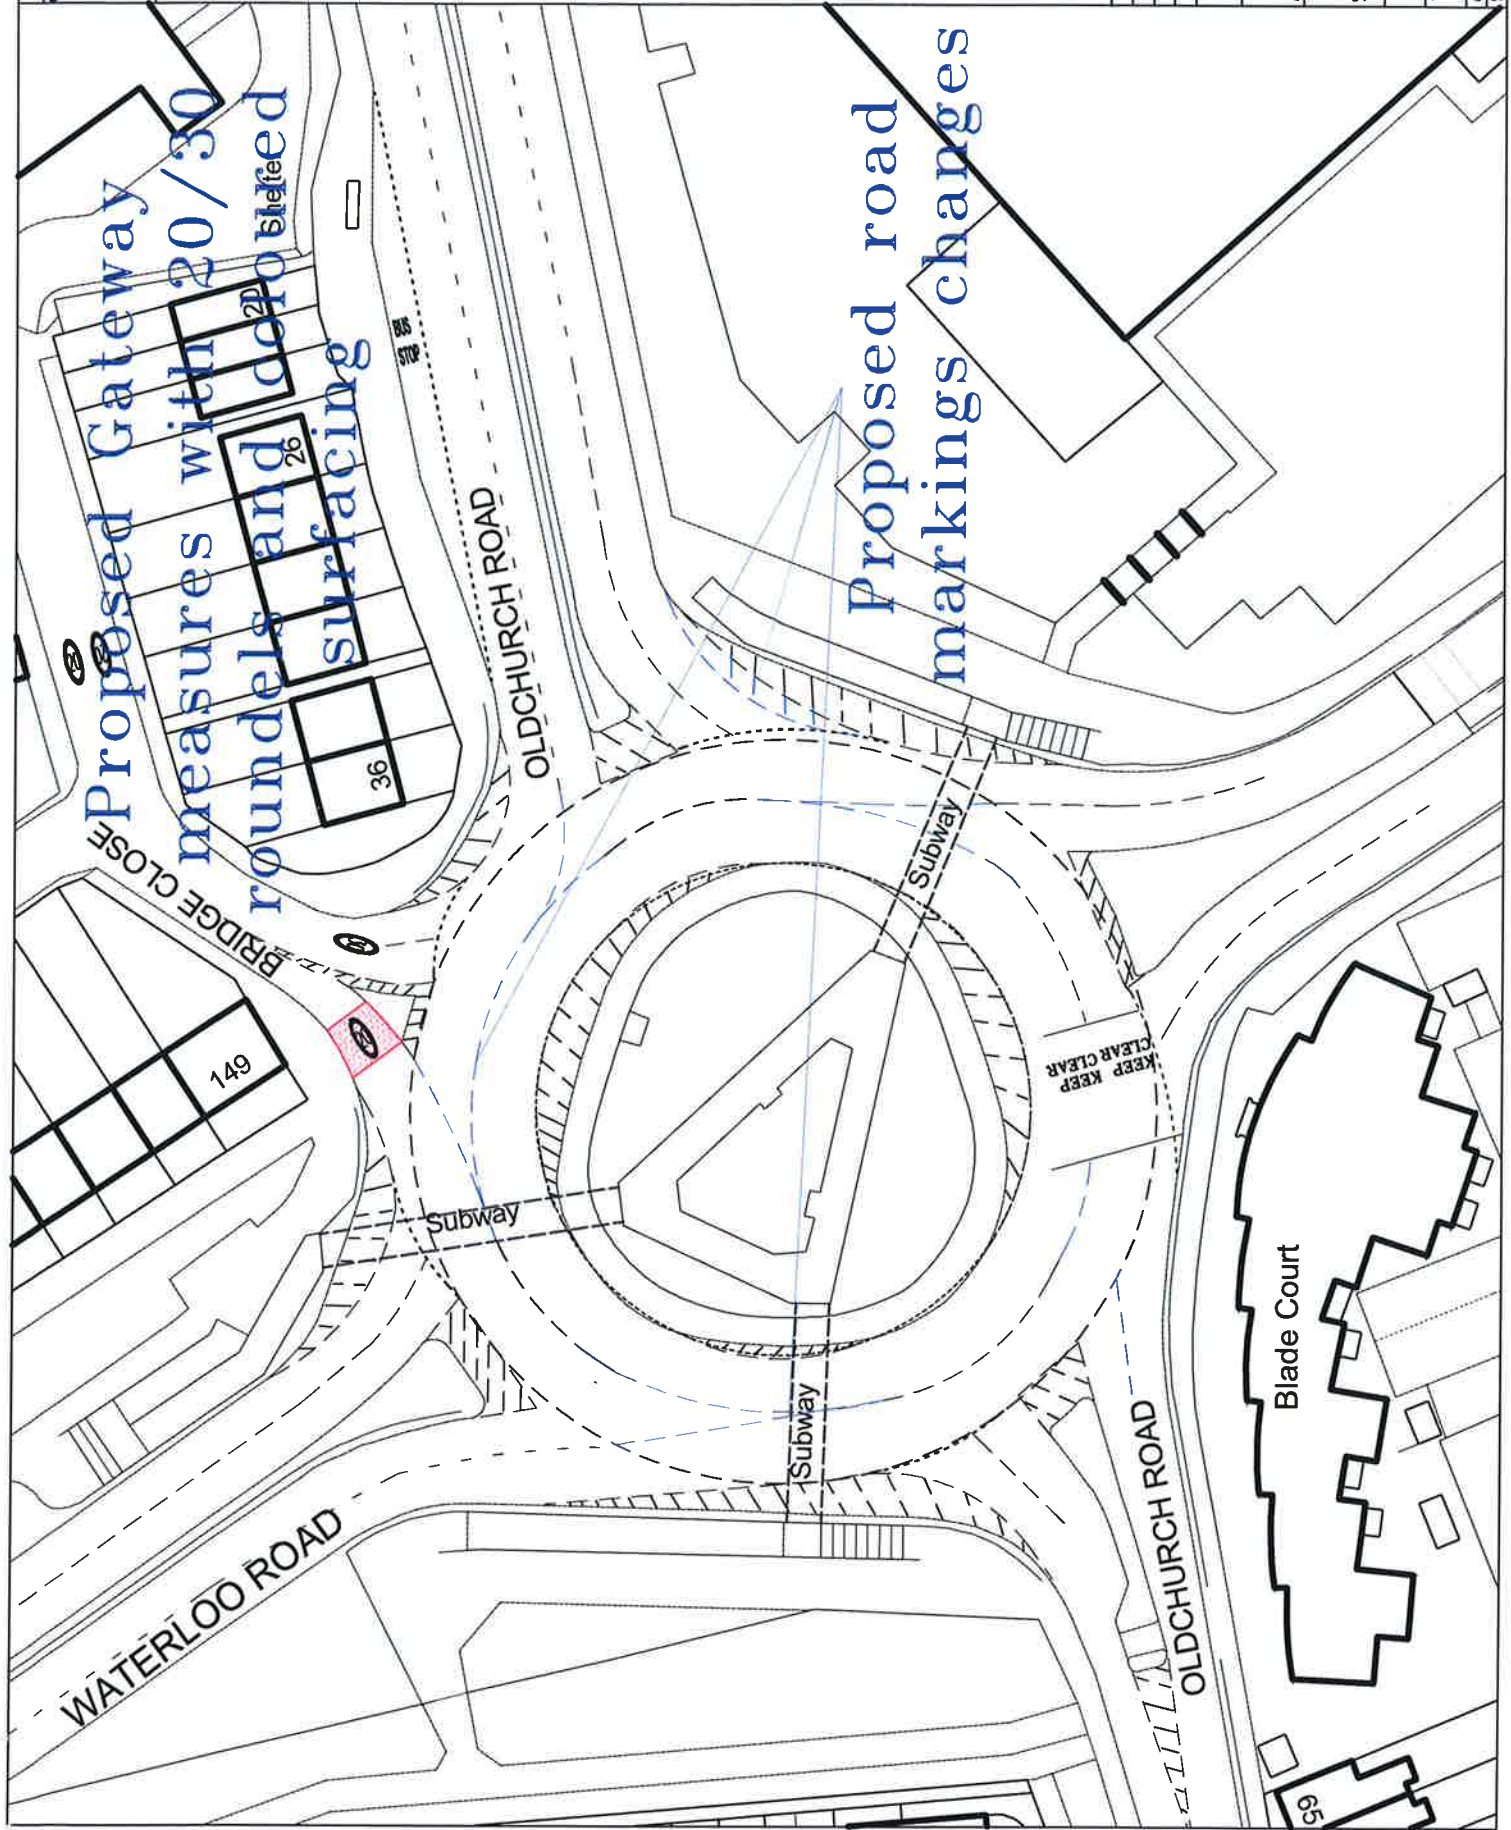 Proposed Gateway
measures with 20/30
roundels and coloured
surfacing
Shelter
20
26
36
BUS
STOP
OLDCHURCH ROAD
Proposed road
markings changes
BRIDGE CLOSE
20
149
Subway
Subway
Subway
KEEP KEEP
CLEAR CLEAR
WATERLOO ROAD
OLDCHURCH ROAD
Blade Court
65